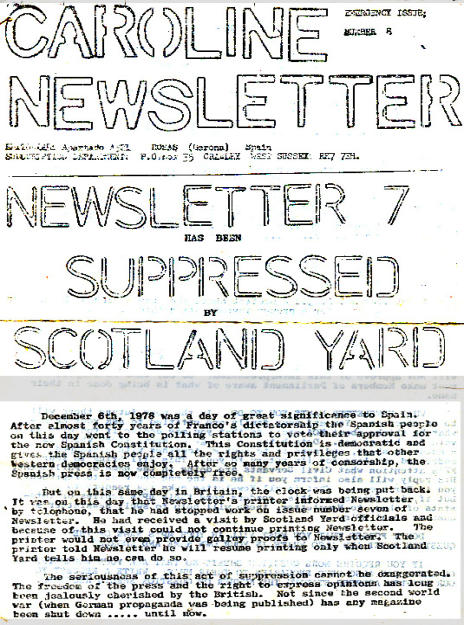 CAROLINE
EMERGENCY ISSUE;
NUMBER 8
NEWSLETTER
Apartado ROSAS (Gerona) Spain
SUBSCRIPTION DEPARTMENT: P.O.Box 35 WEST SUSSEX
NEWSLETTER 7
HAS BEEN
SUPPRESSED
BY
SCOTLAND YARD
December 6th, 1978 was a day of great significance to Spain.
After almost forty years of Franco's dictatorship the Spanish people
on this day went to the polling stations to vote their approval for
the new Spanish Constitution. This Constitution is democratic and
gives the Spanish people all the rights and privileges that other
Western democracies enjoy. After so many years of censorship, the
Spanish press is now completely free.
But on this same day in Britain, the clock was being put back.
It was on this day that Newsletter's printer informed Newsletter,
by telephone, that he had stopped work on issue number seven of
Newsletter. He had received a visit by Scotland Yard officials and
because of this visit could not continue printing Newsletter. The
printer would not even provide galley proofs to Newsletter. The
printer told Newsletter he will resume printing only when Scotland
Yard tells him he can do so.
The seriousness of this act of suppression cannot be exaggerated.
The freedom of the press and the right to express opinions has long
been jealously cherished by the British. Not since the second world
war (when German propaganda was being published) has any magazine
been shut down ..... until now.